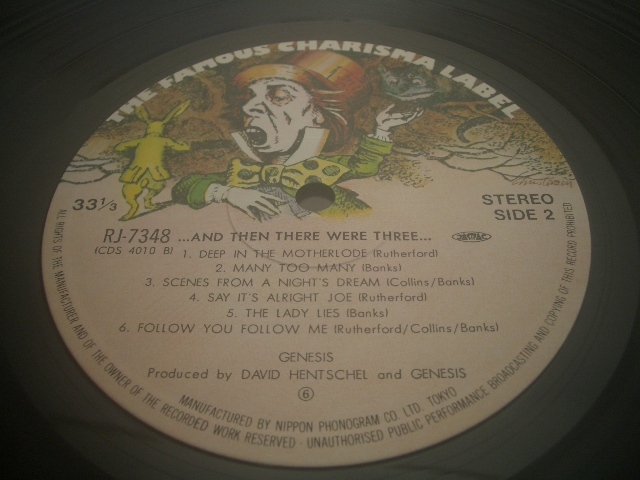 THE FAMOUS CHARISMA LABEL
33 1/3
STEREO
SIDE 2
RJ-7348 ...AND THEN THERE WERE THREE...
(CDS 4010 B)
1. DEEP IN THE MOTHERLODE (Rutherford)
2. MANY TOO MANY (Banks)
3. SCENES FROM A NIGHT'S DREAM (Collins/Banks)
4. SAY IT'S ALRIGHT JOE (Rutherford)
5. THE LADY LIES (Banks)
6. FOLLOW YOU FOLLOW ME (Rutherford/Collins/Banks)
GENESIS
Produced by DAVID HENTSCHEL and GENESIS
6
MANUFACTURED BY NIPPON PHONOGRAM CO. LTD. TOKYO
ALL RIGHTS OF THE MANUFACTURER AND OF THE OWNER OF THE RECORDED WORK RESERVED · UNAUTHORISED PUBLIC PERFORMANCE BROADCASTING AND COPYING OF THIS RECORD PROHIBITED